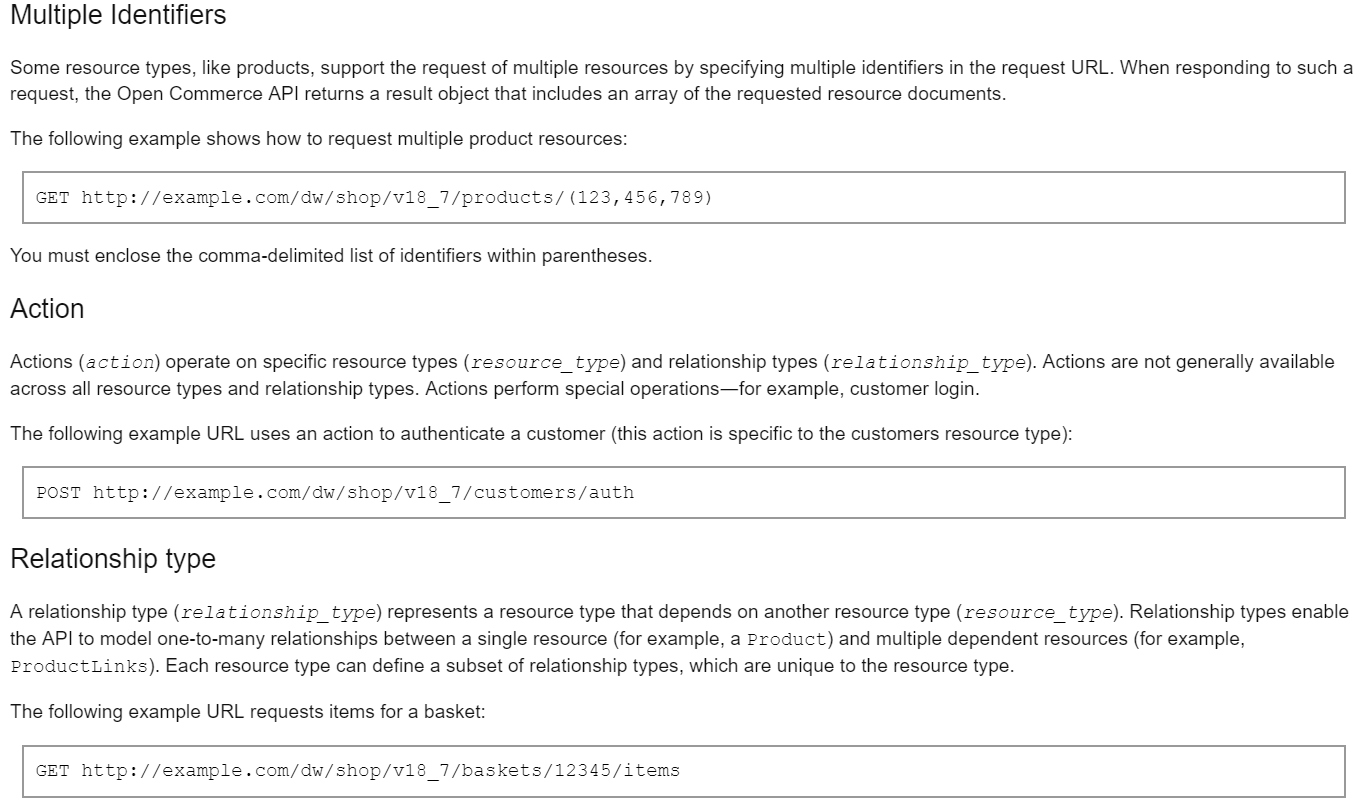 Multiple Identifiers
Some resource types, like products, support the request of multiple resources by specifying multiple identifiers in the request URL. When responding to such a
request, the Open Commerce API returns a result object that includes an array of the requested resource documents.
The following example shows how to request multiple product resources:
GET http://example.com/dw/shop/v18_7/products/(123,456,789)
You must enclose the comma-delimited list of identifiers within parentheses.
Action
Actions (action) operate on specific resource types (resource_type) and relationship types (relationship_type). Actions are not generally available
across all resource types and relationship types. Actions perform special operations—for example, customer login.
The following example URL uses an action to authenticate a customer (this action is specific to the customers resource type):
POST http://example.com/dw/shop/v18_7/customers/auth
Relationship type
A relationship type (relationship_type) represents a resource type that depends on another resource type (resource_type). Relationship types enable
the API to model one-to-many relationships between a single resource (for example, a Product) and multiple dependent resources (for example,
ProductLinks). Each resource type can define a subset of relationship types, which are unique to the resource type.
The following example URL requests items for a basket:
GET http://example.com/dw/shop/v18_7/baskets/12345/items